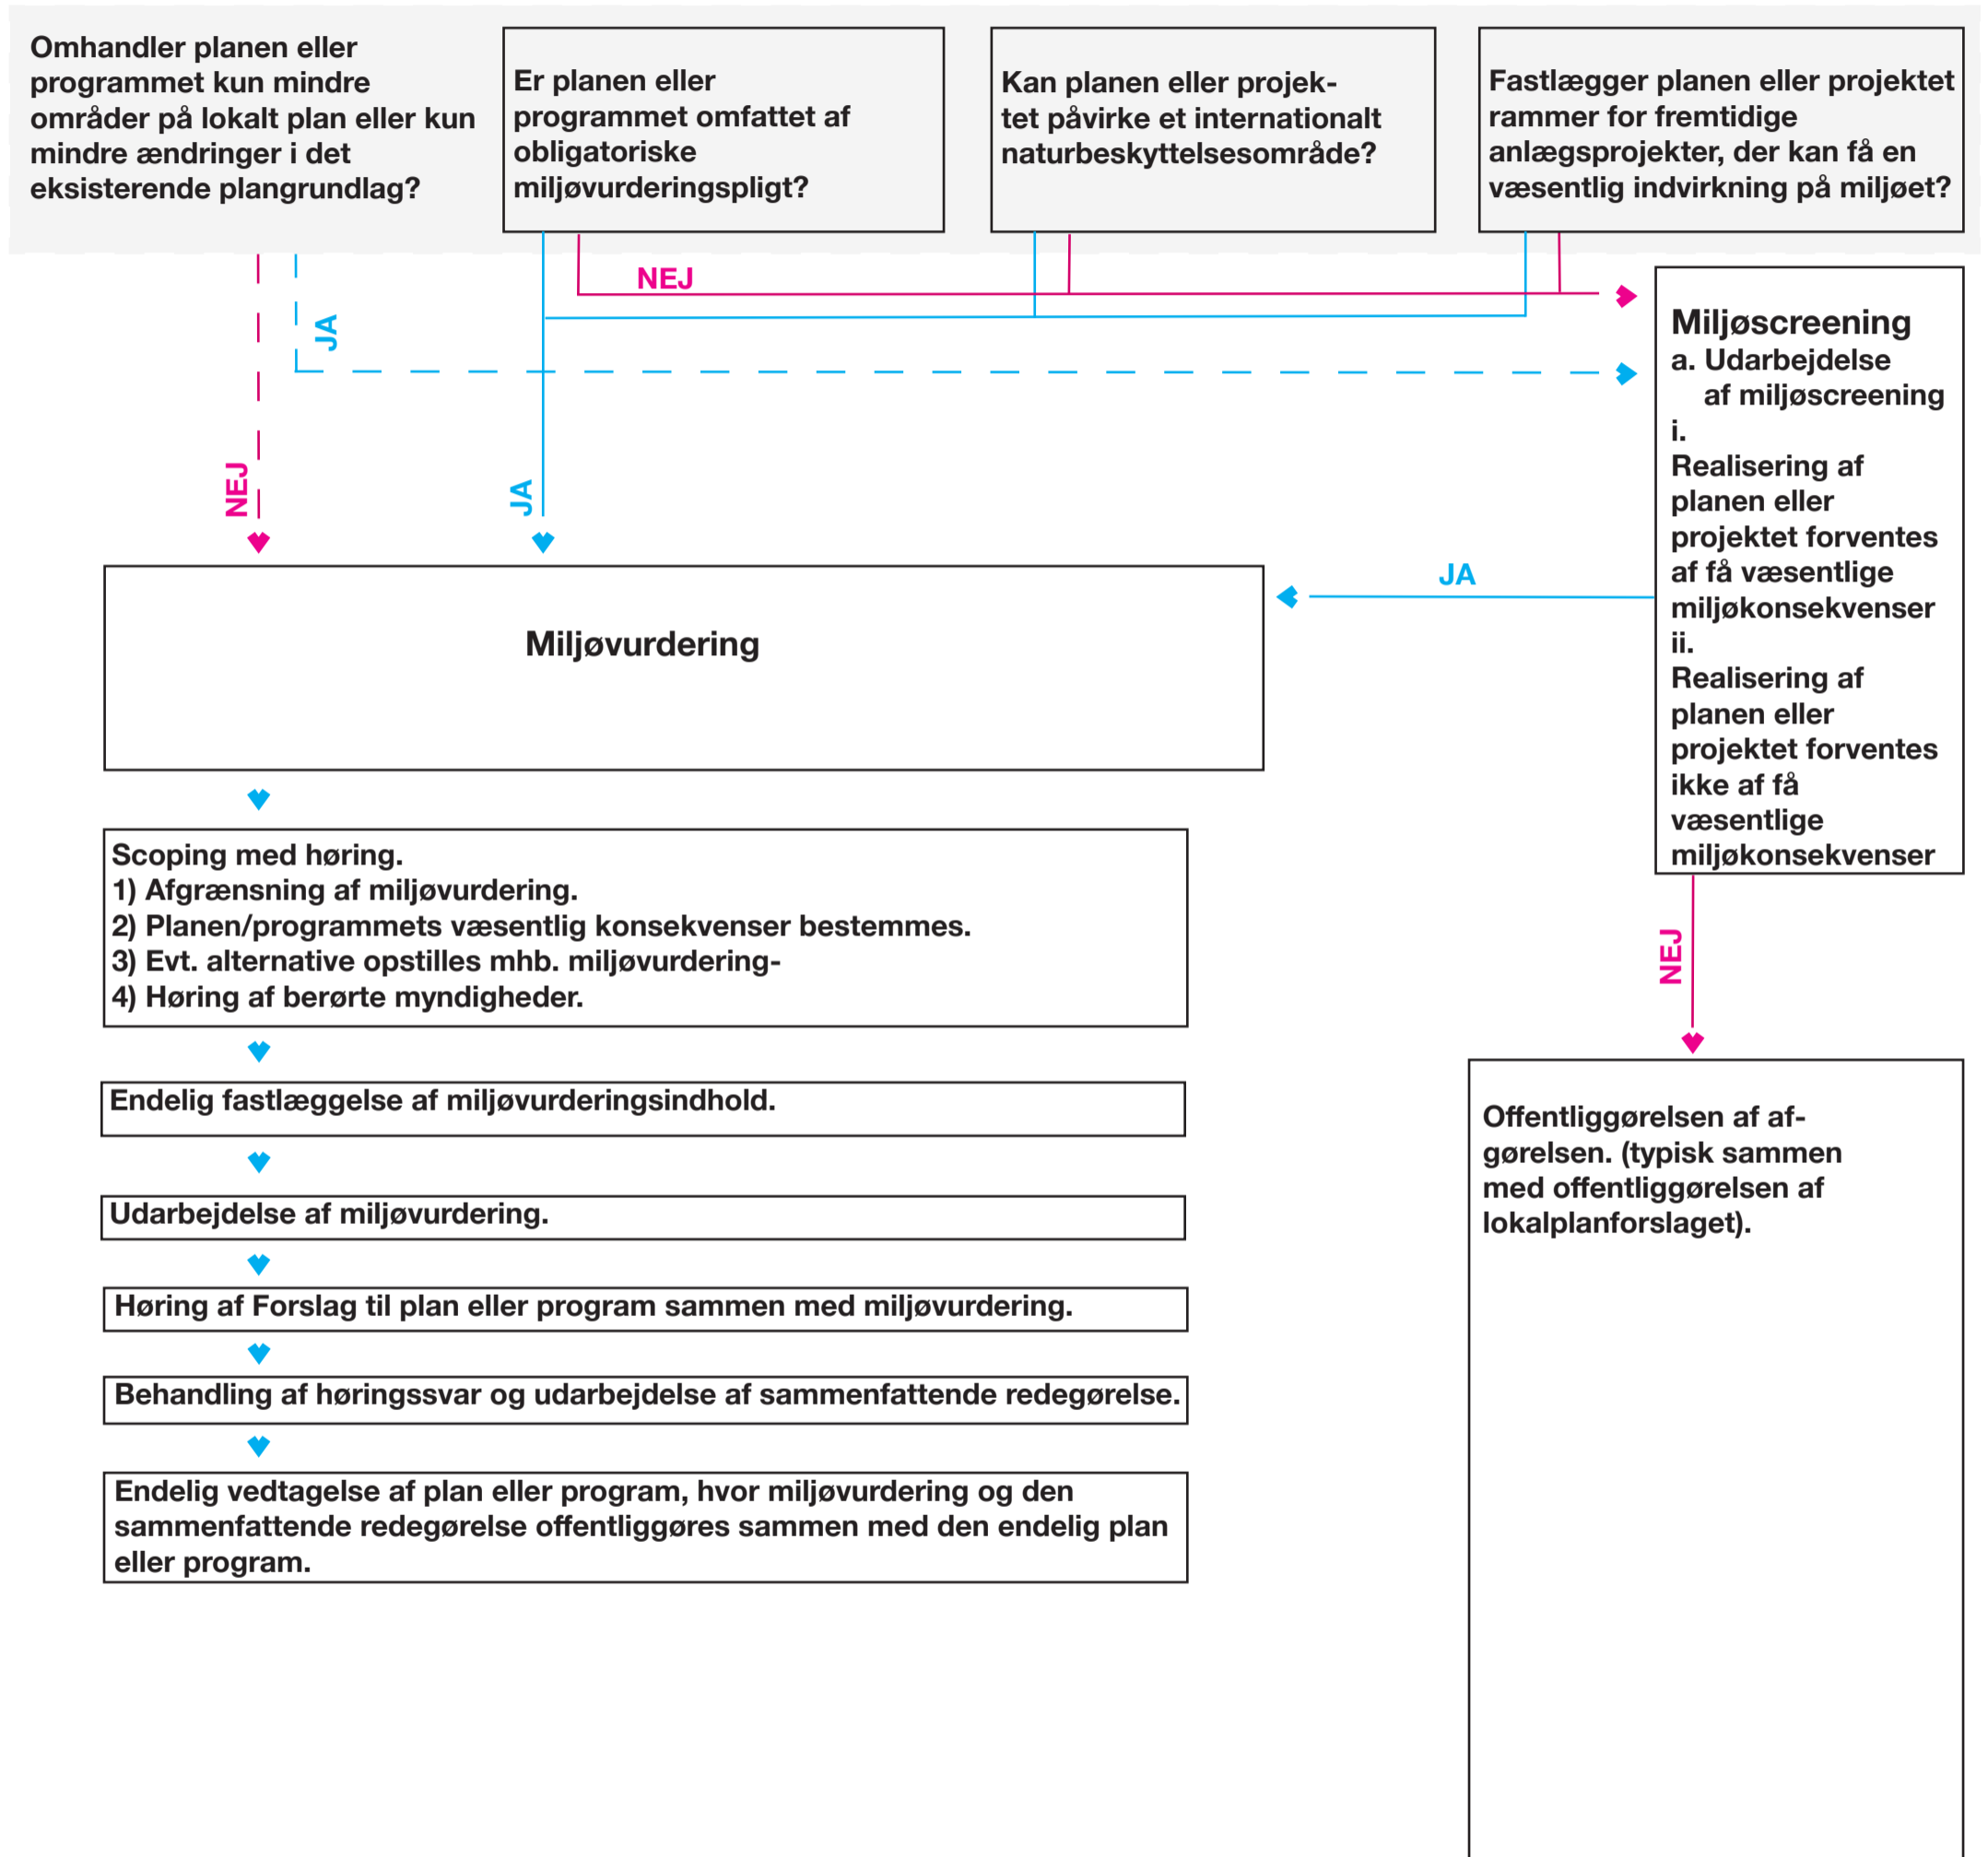 Omhandler planen eller
programmet kun mindre
områder på lokalt plan eller kun
mindre ændringer i det
eksisterende plangrundlag?
Er planen eller
programmet omfattet af
obligatoriske
miljøvurderingspligt?
Kan planen eller projek-
tet påvirke et internationalt
naturbeskyttelsesområde?
Fastlægger planen eller projektet
rammer for fremtidige
anlægsprojekter, der kan få en
væsentlig indvirkning på miljøet?
NEJ
JA
NEJ
JA
Miljøscreening
a. Udarbejdelse
af miljøscreening
i.
Realisering af
planen eller
projektet forventes
af få væsentlige
miljøkonsekvenser
ii.
Realisering af
planen eller
projektet forventes
ikke af få
væsentlige
miljøkonsekvenser
JA
Miljøvurdering
Scoping med høring.
1) Afgrænsning af miljøvurdering.
2) Planen/programmets væsentlig konsekvenser bestemmes.
3) Evt. alternative opstilles mhb. miljøvurdering-
4) Høring af berørte myndigheder.
NEJ
Endelig fastlæggelse af miljøvurderingsindhold.
Udarbejdelse af miljøvurdering.
Høring af Forslag til plan eller program sammen med miljøvurdering.
Behandling af høringssvar og udarbejdelse af sammenfattende redegørelse.
Endelig vedtagelse af plan eller program, hvor miljøvurdering og den
sammenfattende redegørelse offentliggøres sammen med den endelig plan
eller program.
Offentliggørelsen af af-
gørelsen. (typisk sammen
med offentliggørelsen af
lokalplanforslaget).